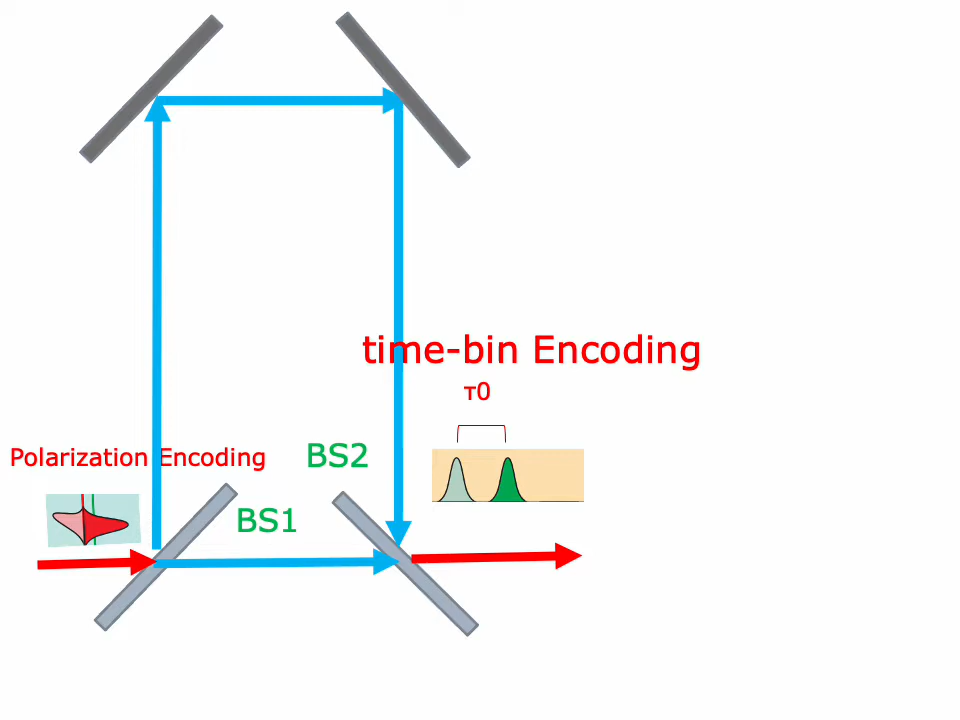 time-bin Encoding
τ0
Polarization Encoding
BS2
BS1